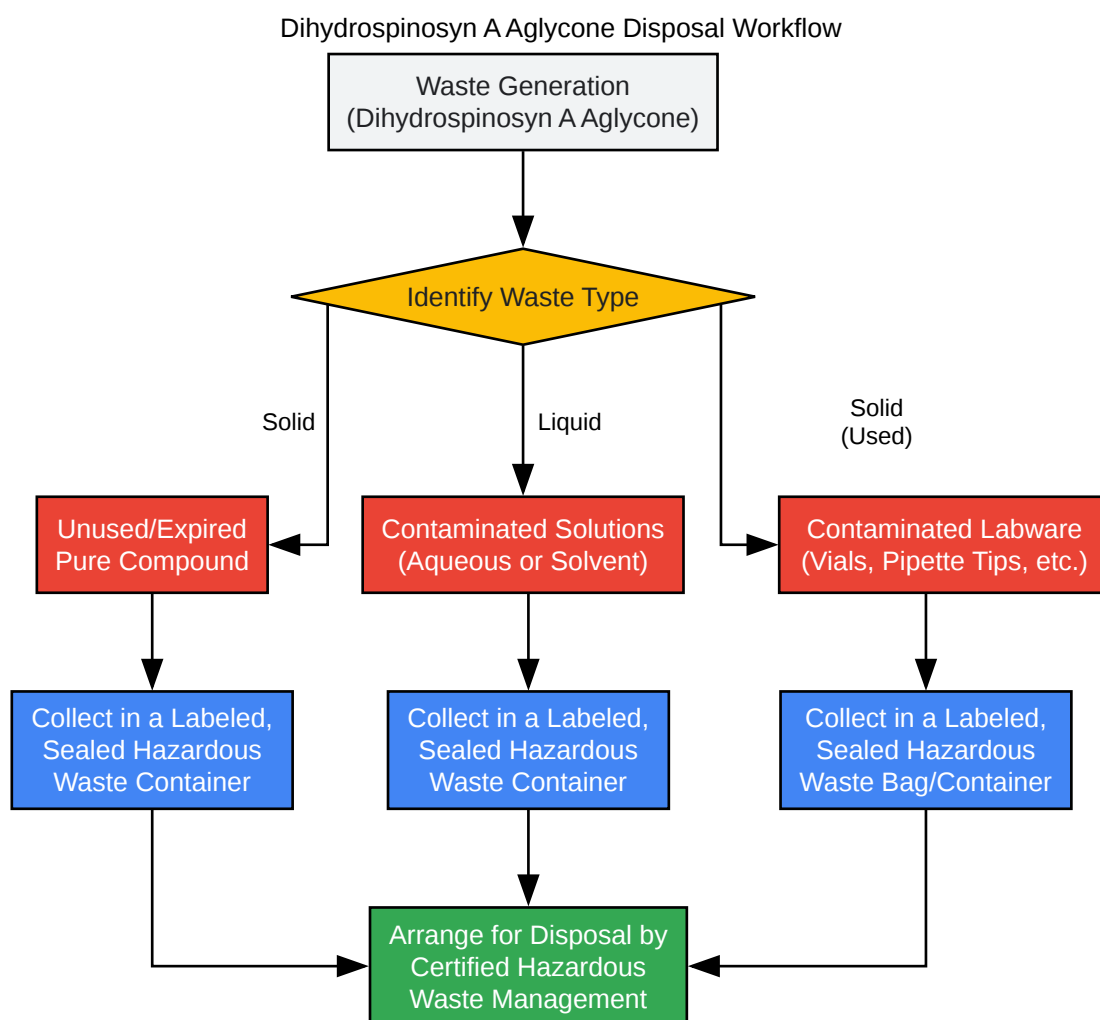 Dihydrospinosyn A Aglycone Disposal Workflow
Waste Generation
(Dihydrospinosyn A Aglycone)
Identify Waste Type
Solid
Liquid
Solid
(Used)
Unused/Expired
Pure Compound
Contaminated Solutions
(Aqueous or Solvent)
Contaminated Labware
(Vials, Pipette Tips, etc.)
Collect in a Labeled,
Sealed Hazardous
Waste Container
Collect in a Labeled,
Sealed Hazardous
Waste Container
Collect in a Labeled,
Sealed Hazardous
Waste Bag/Container
Arrange for Disposal by
Certified Hazardous
Waste Management